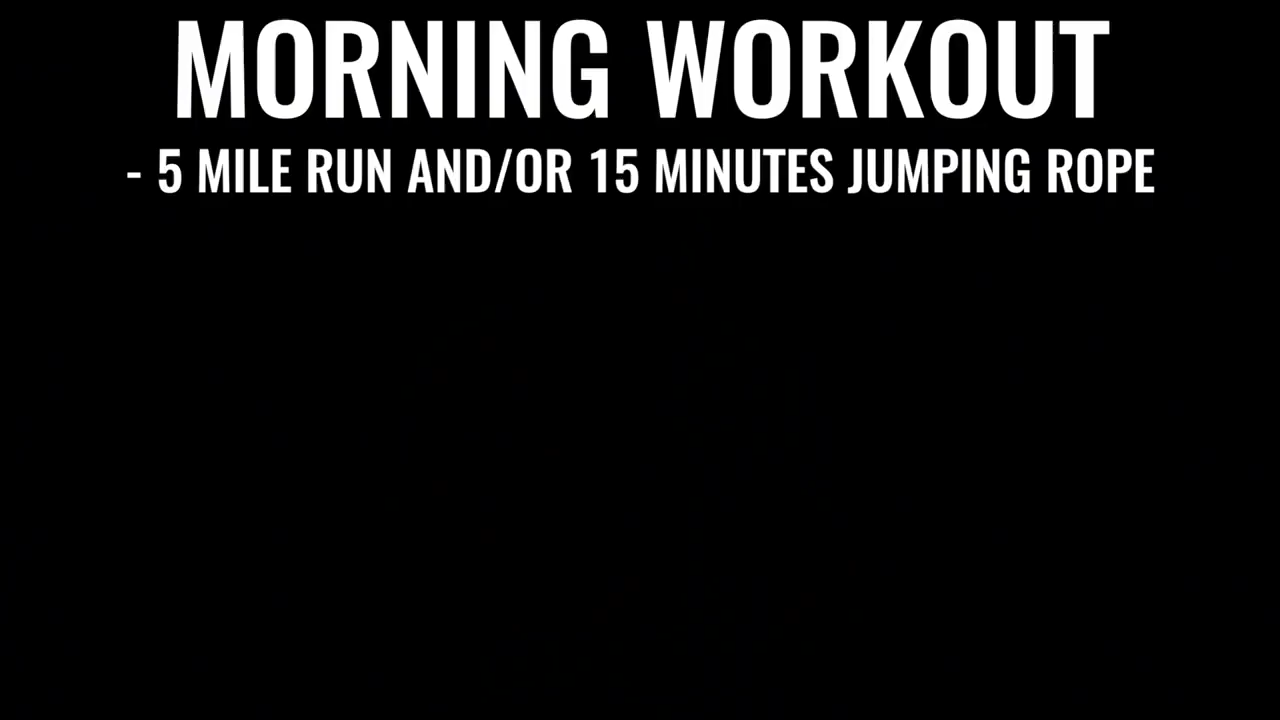 MORNING WORKOUT
- 5 MILE RUN AND/OR 15 MINUTES JUMPING ROPE